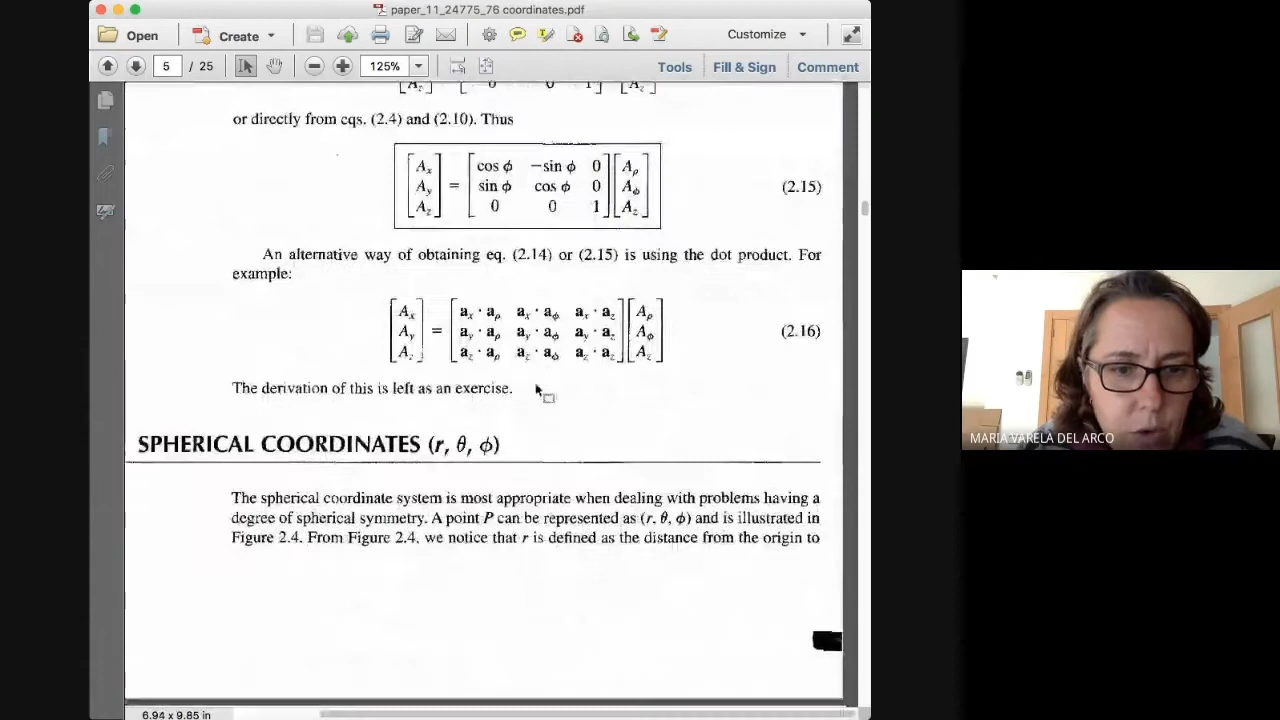 paper_11_24775_76 coordinates.pdf
Open Create Customize
5 / 25 125% Tools Fill & Sign Comment
or directly from eqs. (2.4) and (2.10). Thus
[A_x A_y A_z] = [cos ϕ −sin ϕ 0; sin ϕ cos ϕ 0; 0 0 1] [A_ρ A_ϕ A_z] (2.15)
An alternative way of obtaining eq. (2.14) or (2.15) is using the dot product. For
example:
[A_x A_y A_z] = [a_x · a_ρ a_x · a_ϕ a_x · a_z; a_y · a_ρ a_y · a_ϕ a_y · a_z; a_z · a_ρ a_z · a_ϕ a_z · a_z] [A_ρ A_ϕ A_z] (2.16)
The derivation of this is left as an exercise.
SPHERICAL COORDINATES (r, θ, ϕ)
The spherical coordinate system is most appropriate when dealing with problems having a
degree of spherical symmetry. A point P can be represented as (r, θ, ϕ) and is illustrated in
Figure 2.4. From Figure 2.4, we notice that r is defined as the distance from the origin to
6.94 x 9.85 in
MARIA VARELA DEL ARCO